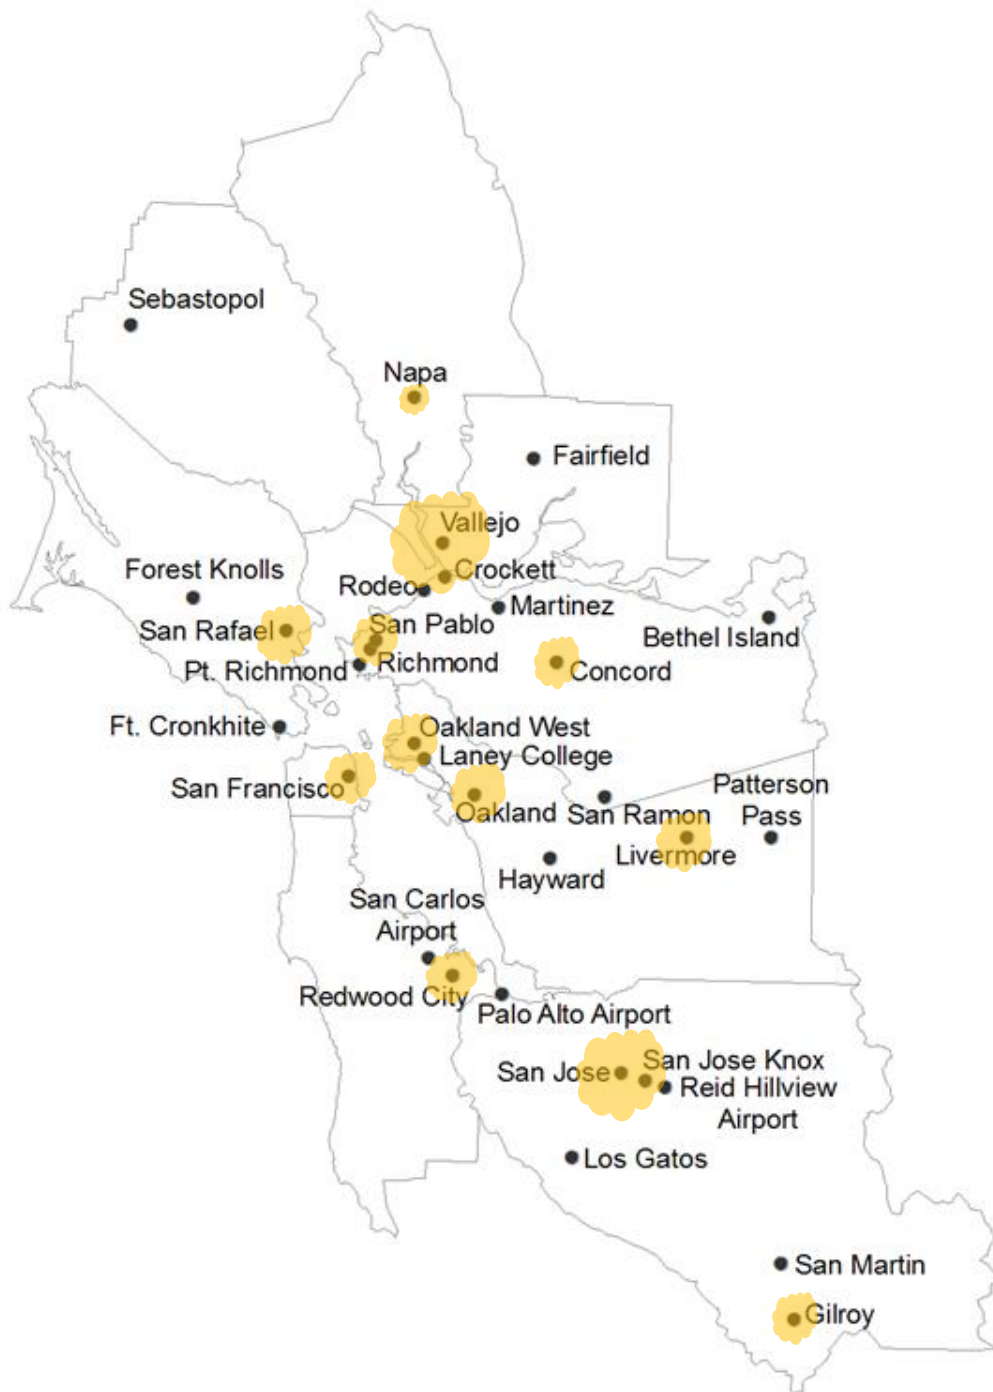 Sebastopol
Napa
Fairfield
Vallejo
Forest Knolls
Crockett
Rodeo
Martinez
San Rafael
San Pablo
Bethel Island
Pt. Richmond
Richmond
Concord
Ft. Cronkhite
Oakland West
Laney College
San Francisco
Oakland
San Ramon
Patterson
Pass
Livermore
Hayward
San Carlos
Airport
Redwood City
Palo Alto Airport
San Jose
San Jose Knox
Reid Hillview
Airport
Los Gatos
San Martin
Gilroy